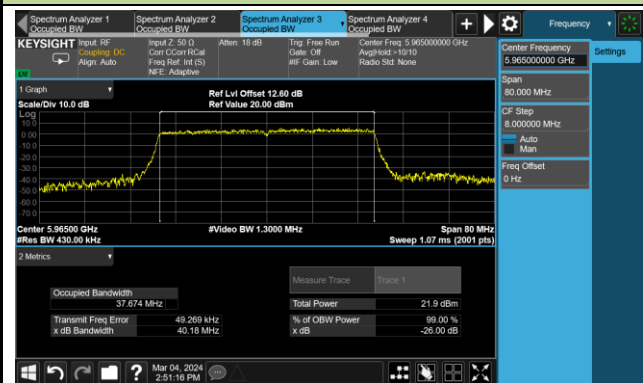 Spectrum Analyzer 1
Occupied BW
Spectrum Analyzer 2
Occupied BW
Spectrum Analyzer 3
Occupied BW
Spectrum Analyzer 4
Occupied BW
Frequency
KEYSIGHT
Input: RF
Coupling: DC
Align: Auto
Input Z: 50 Ω
Corr CCorr RCal
Freq Ref: Int (S)
NFE: Adaptive
Atten: 18 dB
Trig: Free Run
Gate: Off
#IF Gain: Low
Center Freq: 5.965000000 GHz
Avg|Hold:>10/10
Radio Std: None
Center Frequency
5.965000000 GHz
Settings
Span
80.000 MHz
CF Step
8.000000 MHz
Auto
Man
Freq Offset
0 Hz
1 Graph
Scale/Div 10.0 dB
Ref Lvl Offset 12.60 dB
Ref Value 20.00 dBm
Log
10.0
0.00
-10.0
-20.0
-30.0
-40.0
-50.0
-60.0
-70.0
Center 5.96500 GHz
#Res BW 430.00 kHz
#Video BW 1.3000 MHz
Span 80 MHz
Sweep 1.07 ms (2001 pts)
2 Metrics
Measure Trace
Trace 1
Occupied Bandwidth
37.674 MHz
Total Power
21.9 dBm
Transmit Freq Error
49.269 kHz
% of OBW Power
99.00 %
x dB Bandwidth
40.18 MHz
x dB
-26.00 dB
Mar 04, 2024
2:51:16 PM